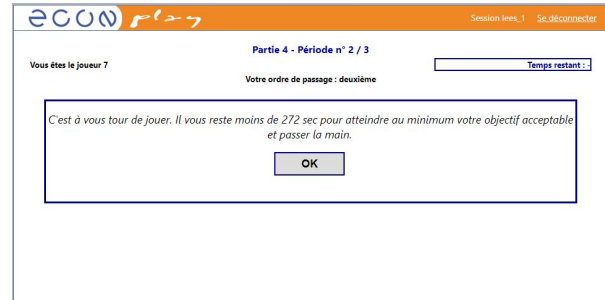 econ play
Session lees_1 Se déconnecter
Partie 4 - Période n° 2 / 3
Vous êtes le joueur 7
Temps restant : -
Votre ordre de passage : deuxième
C'est à vous tour de jouer. Il vous reste moins de 272 sec pour atteindre au minimum votre objectif acceptable
et passer la main.
OK